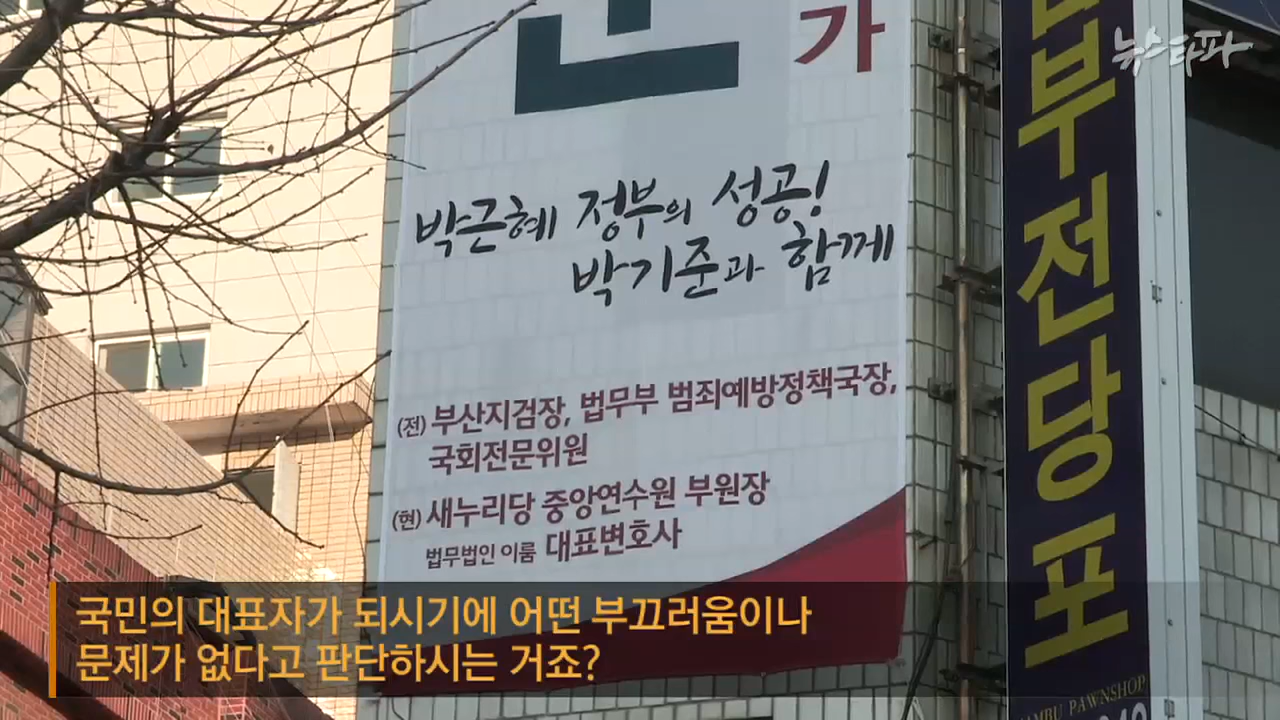 가
뉴스타파
박근혜 정부의 성공!
박기준과 함께
(전) 부산지검장, 법무부 범죄예방정책국장,
국회전문위원
(현) 새누리당 중앙연수원 부원장
법무법인 이룸 대표변호사
부전당포
국민의 대표자가 되시기에 어떤 부끄러움이나
문제가 없다고 판단하시는 거죠?
PAWNSHOP